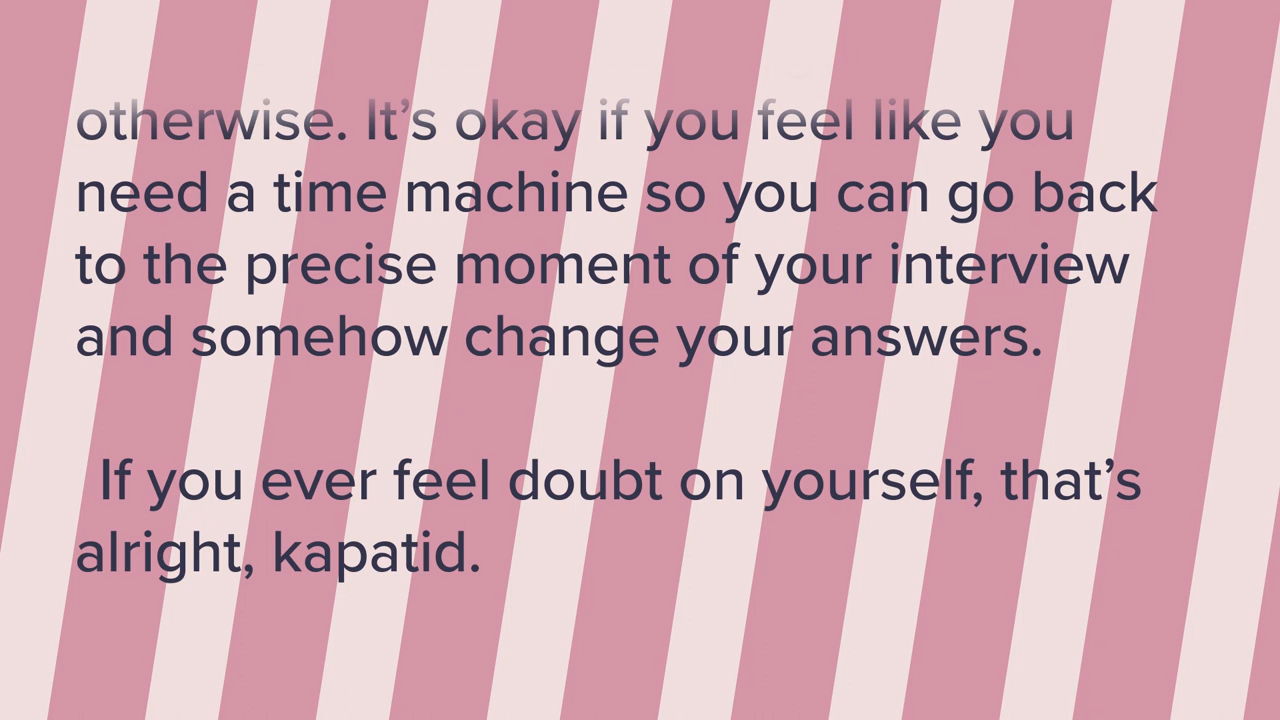 otherwise. It’s okay if you feel like you
need a time machine so you can go back
to the precise moment of your interview
and somehow change your answers.
If you ever feel doubt on yourself, that’s
alright, kapatid.